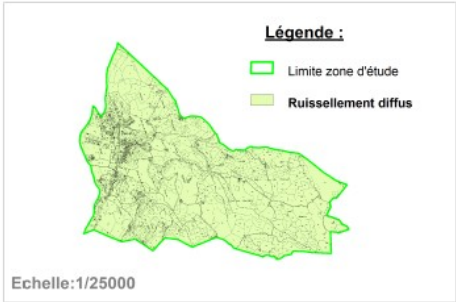 Légende :
Limite zone d'étude
Ruissellement diffus
Echelle:1/25000